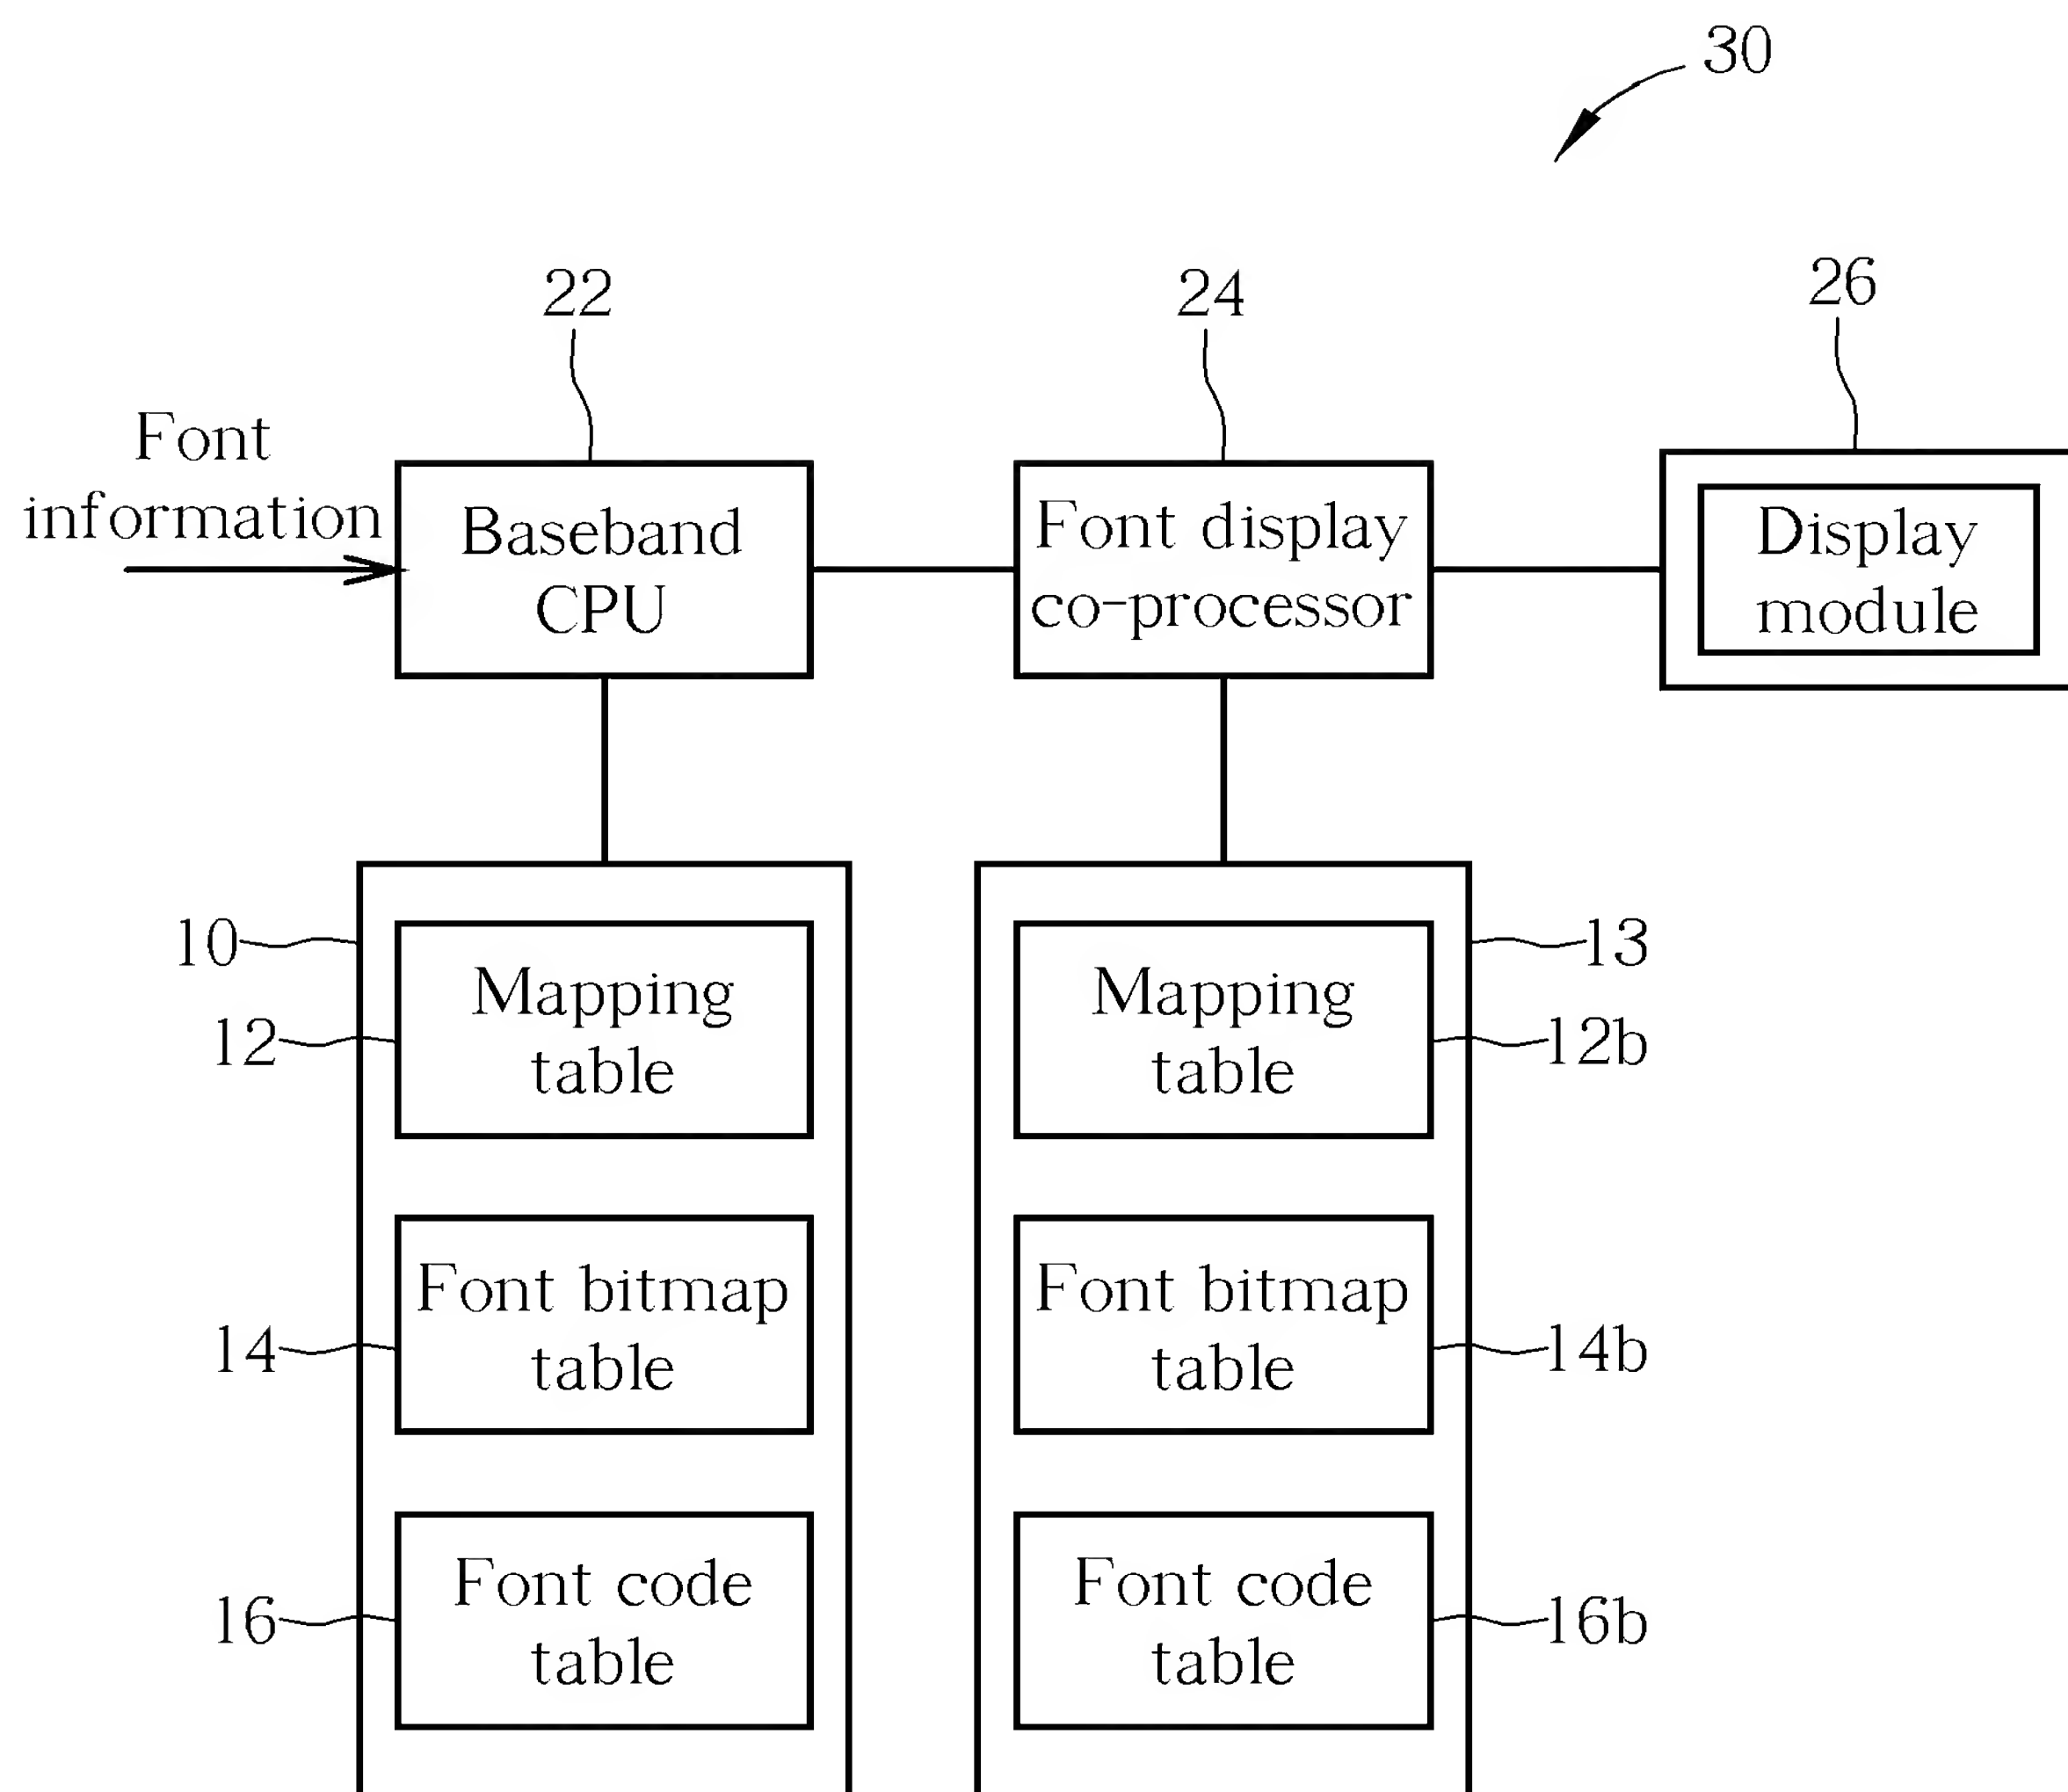 30
22
24
26
Font
information
Baseband
CPU
Font display
co-processor
Display
module
10
Mapping
table
12
Font bitmap
table
14
Font code
table
16
13
Mapping
table
12b
Font bitmap
table
14b
Font code
table
16b